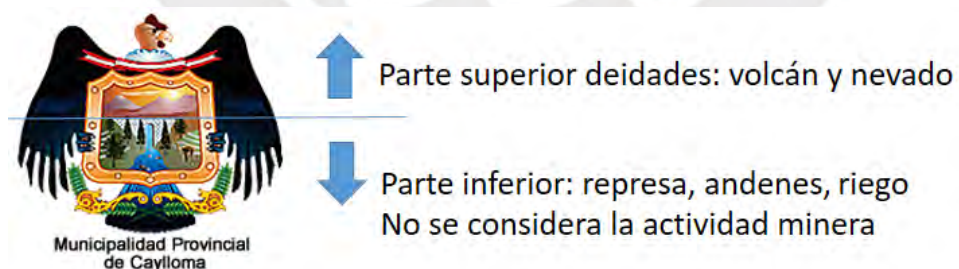 Parte superior deidades: volcán y nevado
Parte inferior: represa, andenes, riego
No se considera la actividad minera
Municipalidad Provincial
de Caylloma